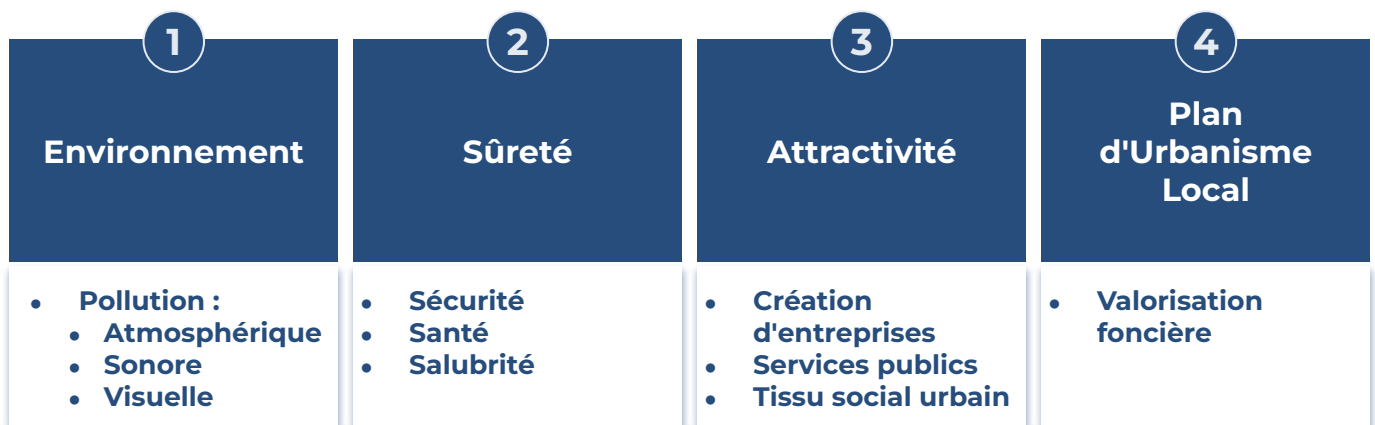 1
Environnement
• Pollution :
• Atmosphérique
• Sonore
• Visuelle
2
Sûreté
• Sécurité
• Santé
• Salubrité
3
Attractivité
• Création
d'entreprises
• Services publics
• Tissu social urbain
4
Plan
d'Urbanisme
Local
• Valorisation
foncière